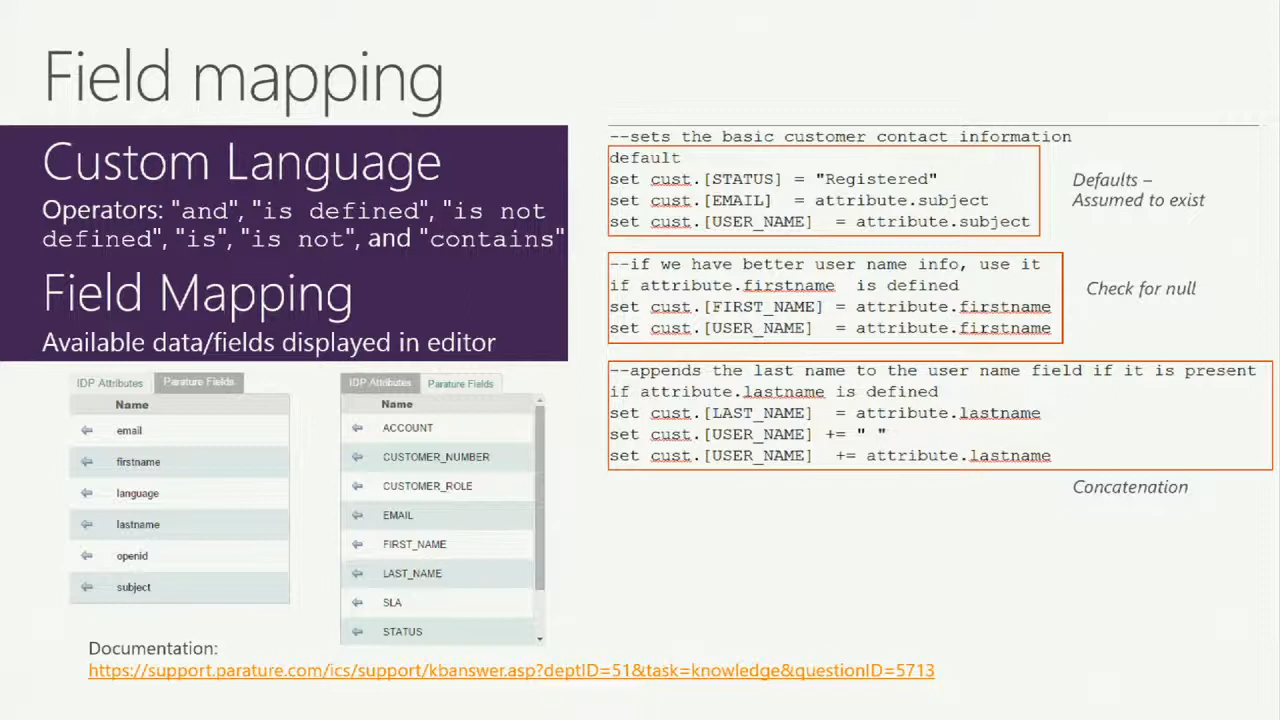 Field mapping
Custom Language
Operators: "and", "is defined", "is not
defined", "is", "is not", and "contains"
Field Mapping
Available data/fields displayed in editor
IDP Attributes Parature Fields
Name
email
firstname
language
lastname
openid
subject
IDP Attributes Parature Fields
Name
ACCOUNT
CUSTOMER_NUMBER
CUSTOMER_ROLE
EMAIL
FIRST_NAME
LAST_NAME
SLA
STATUS
--sets the basic customer contact information
default
set cust.[STATUS] = "Registered"
set cust.[EMAIL] = attribute.subject
set cust.[USER_NAME] = attribute.subject
Defaults –
Assumed to exist
--if we have better user name info, use it
if attribute.firstname is defined
set cust.[FIRST_NAME] = attribute.firstname
set cust.[USER_NAME] = attribute.firstname
Check for null
--appends the last name to the user name field if it is present
if attribute.lastname is defined
set cust.[LAST_NAME] = attribute.lastname
set cust.[USER_NAME] += " "
set cust.[USER_NAME] += attribute.lastname
Concatenation
Documentation:
https://support.parature.com/ics/support/kbanswer.asp?deptID=51&task=knowledge&questionID=5713